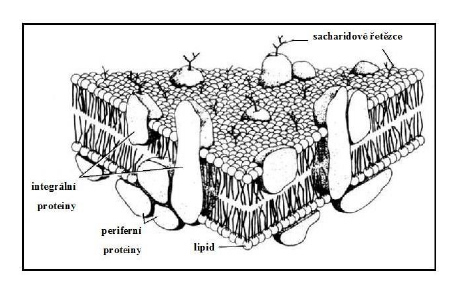 sacharidové řetězce
integrální
proteiny
periferní
proteiny
lipid